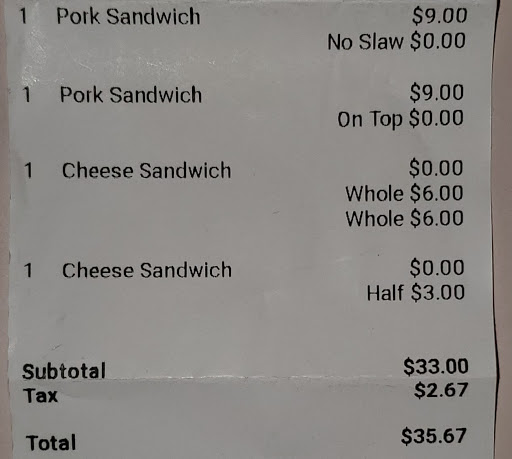 1 Pork Sandwich $9.00
No Slaw $0.00
1 Pork Sandwich $9.00
On Top $0.00
1 Cheese Sandwich $0.00
Whole $6.00
Whole $6.00
1 Cheese Sandwich $0.00
Half $3.00
Subtotal $33.00
Tax $2.67
Total $35.67